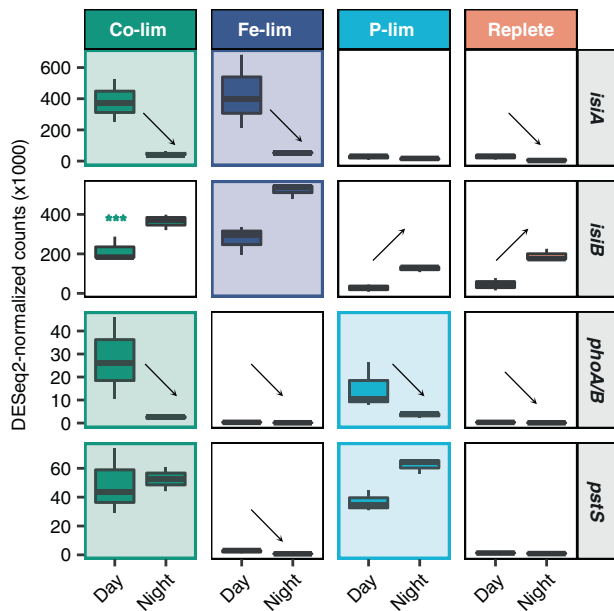 Co-lim Fe-lim P-lim Replete
DESeq2-normalized counts (x1000)
600
400
200
0
isiA
400
***
200
0
isiB
40
30
20
10
0
phoA/B
60
40
20
0
pstS
Day Night Day Night Day Night Day Night